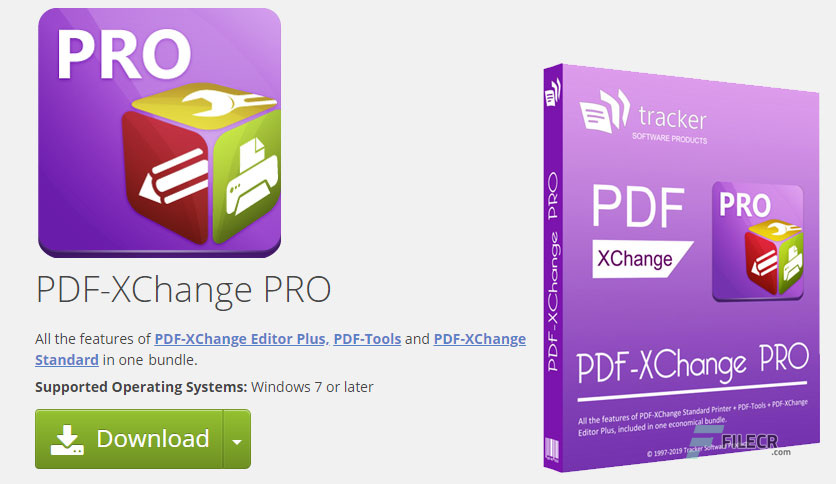 PRO
PDF-XChange PRO
All the features of PDF-XChange Editor Plus, PDF-Tools and PDF-XChange
Standard in one bundle.
Supported Operating Systems: Windows 7 or later
Download
tracker
SOFTWARE PRODUCTS
PDF
XChange
PRO
PDF-XChange PRO
PDF-XChange PRO
All the features of PDF-XChange Standard Printer + PDF-Tools + PDF-XChange
Editor Plus, included in one economical bundle.
FILECR
.com
© 1997-2019 Tracker Software